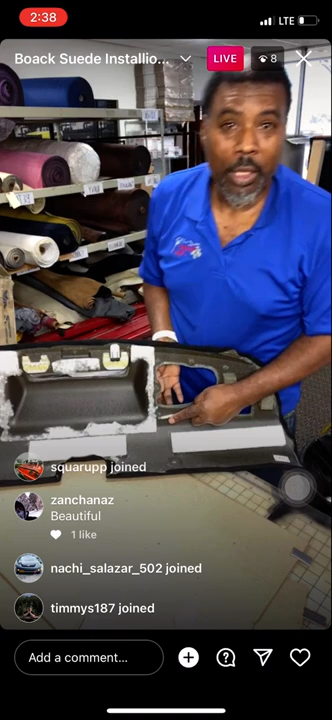 2:38
LTE
Boack Suede Installio...
LIVE
8
squarupp joined
zanchanaz
Beautiful
1 like
nachi_salazar_502 joined
timmys187 joined
Add a comment...